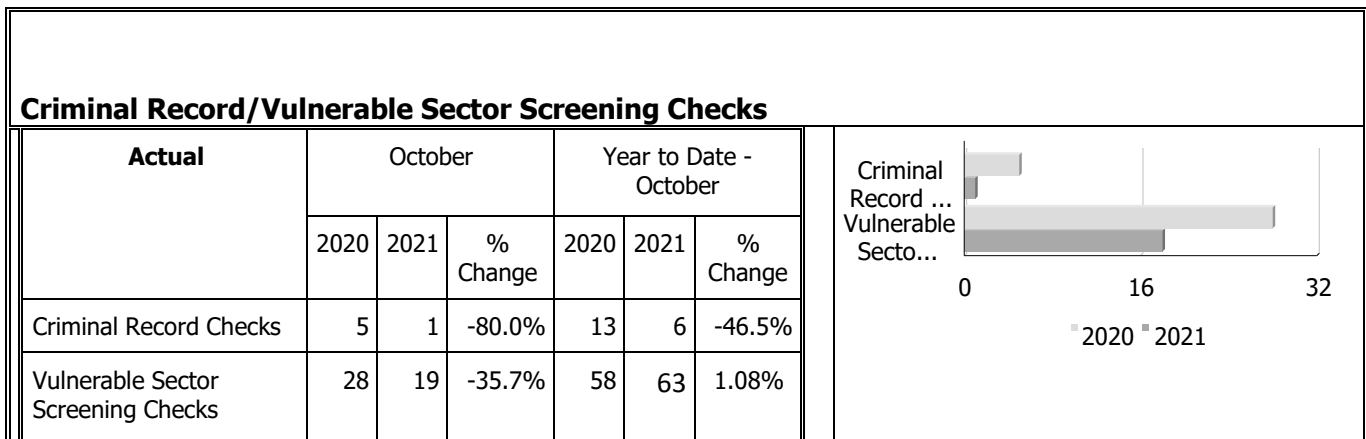 Criminal Record/Vulnerable Sector Screening Checks
Actual
October
Year to Date -
October
2020
2021
%
Change
2020
2021
%
Change
Criminal Record Checks
5
1
-80.0%
13
6
-46.5%
Vulnerable Sector
Screening Checks
28
19
-35.7%
58
63
1.08%
Criminal
Record ...
Vulnerable
Secto...
0
16
32
2020
2021